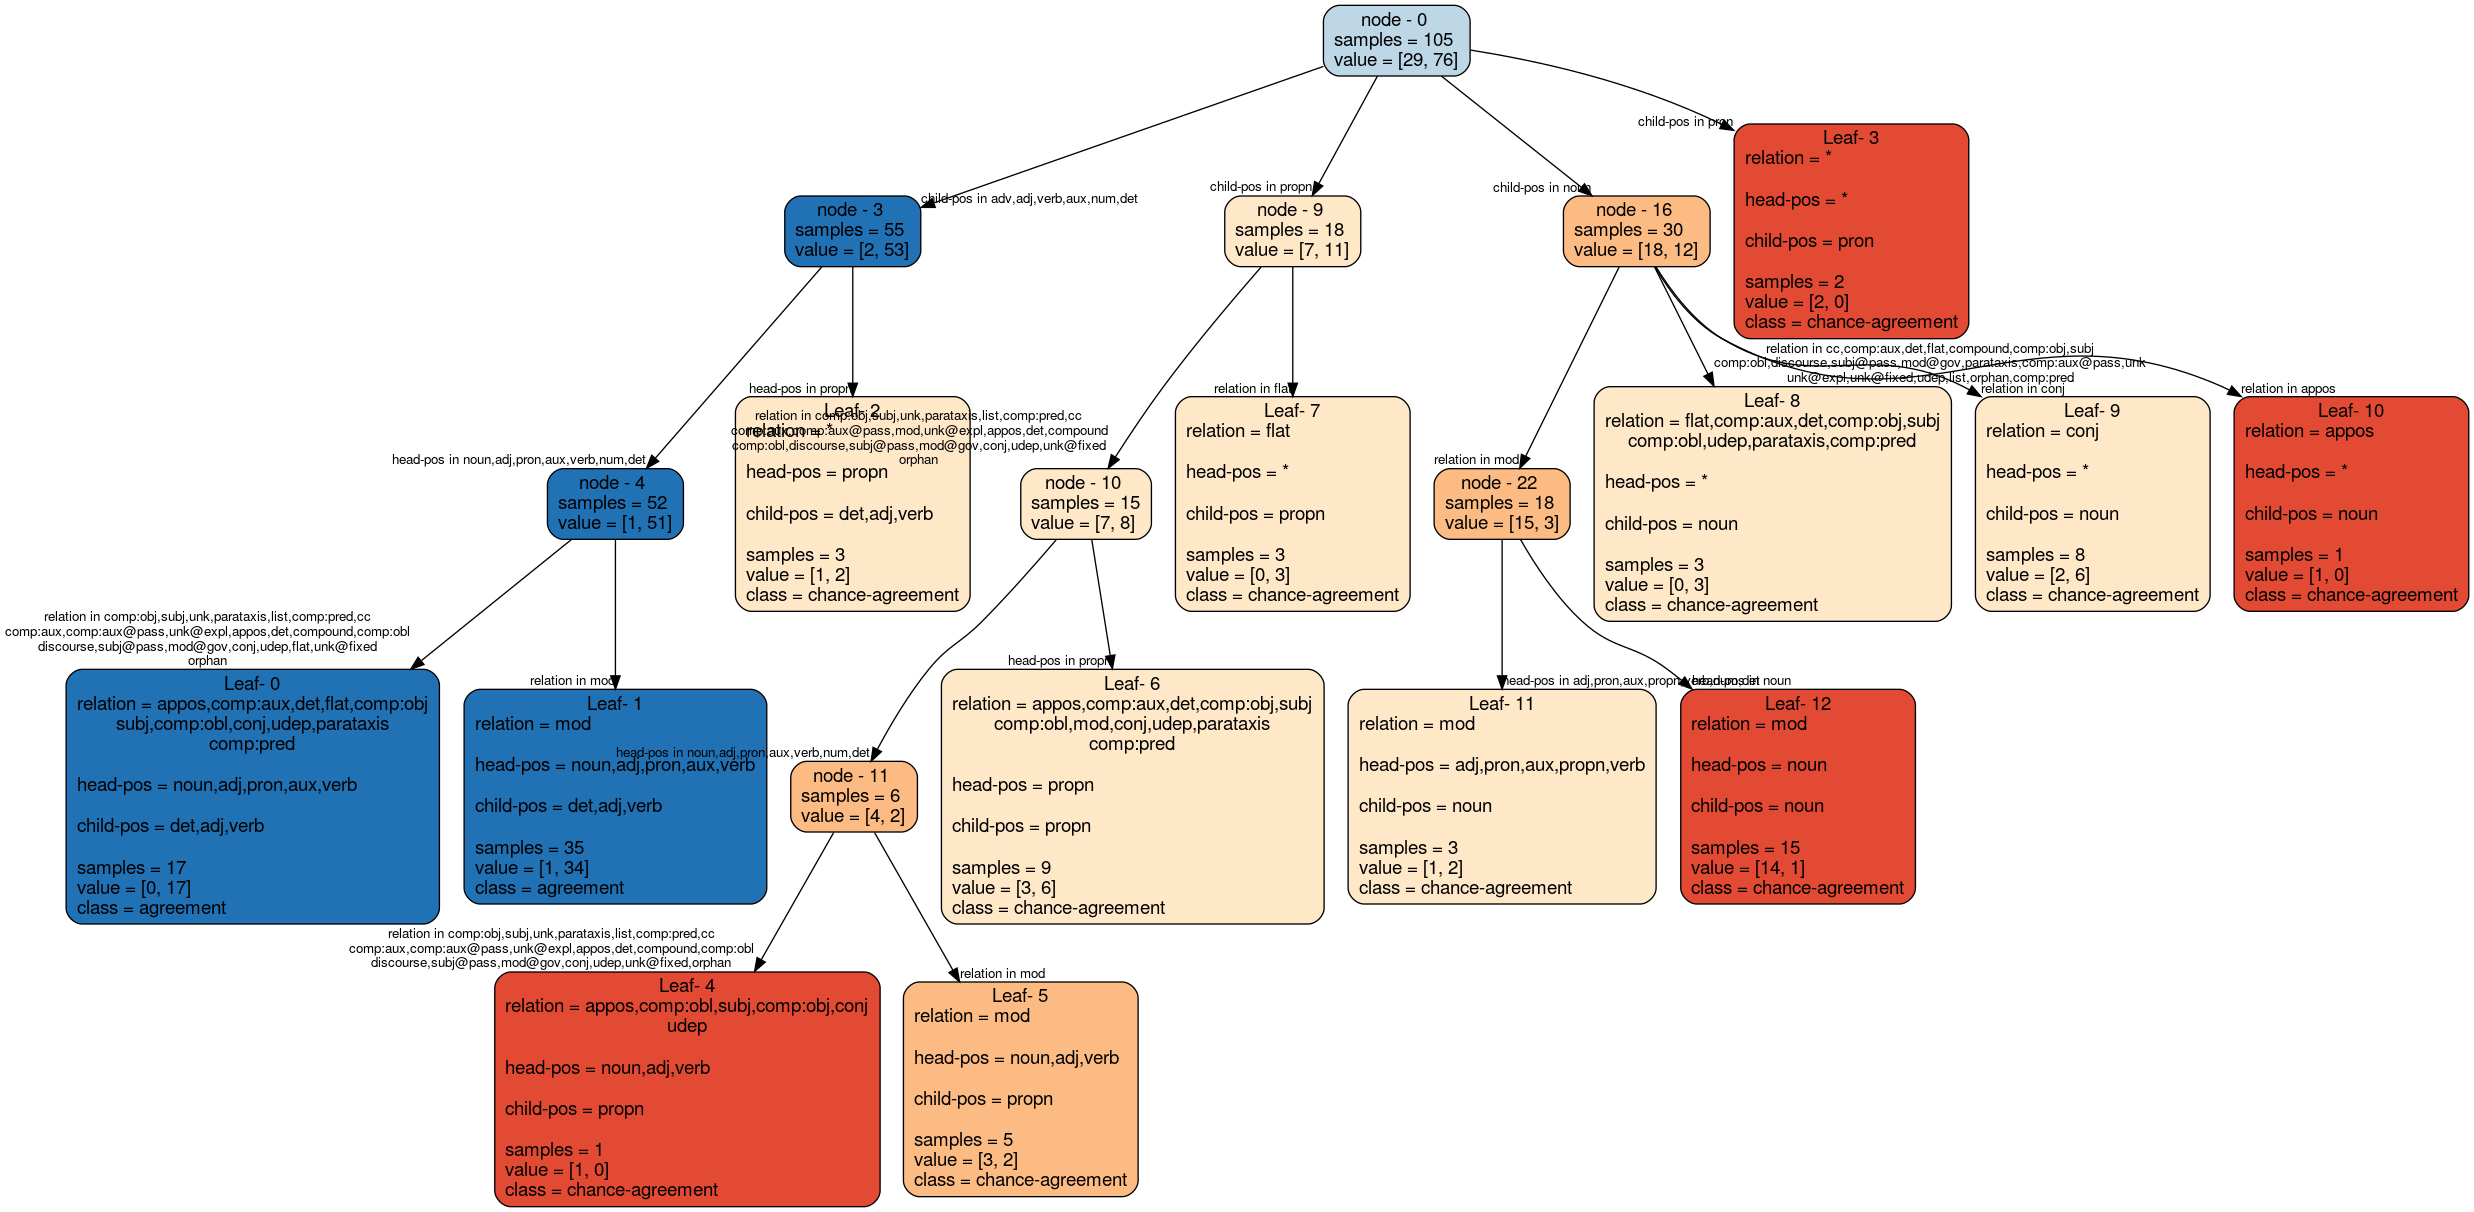 node - 0
samples = 105
value = [29, 76]
child-pos in adv,adj,verb,aux,num,det
child-pos in propn
child-pos in noun
child-pos in pron
node - 3
samples = 55
value = [2, 53]
node - 9
samples = 18
value = [7, 11]
node - 16
samples = 30
value = [18, 12]
Leaf- 3
relation = *
head-pos = *
child-pos = pron
samples = 2
value = [2, 0]
class = chance-agreement
head-pos in noun,adj,pron,aux,verb,num,det
head-pos in propn
relation in comp:obj,subj,unk,parataxis,list,comp:pred,cc
comp:aux,comp:aux@pass,mod,unk@expl,appos,det,compound
comp:obl,discourse,subj@pass,mod@gov,conj,udep,unk@fixed
orphan
relation in flat
relation in mod
relation in cc,comp:aux,det,flat,compound,comp:obj,subj
comp:obl,discourse,subj@pass,mod@gov,parataxis,comp:aux@pass,unk
unk@expl,unk@fixed,udep,list,orphan,comp:pred
relation in conj
relation in appos
node - 4
samples = 52
value = [1, 51]
Leaf- 2
relation = *
head-pos = propn
child-pos = det,adj,verb
samples = 3
value = [1, 2]
class = chance-agreement
node - 10
samples = 15
value = [7, 8]
Leaf- 7
relation = flat
head-pos = *
child-pos = propn
samples = 3
value = [0, 3]
class = chance-agreement
node - 22
samples = 18
value = [15, 3]
Leaf- 8
relation = flat,comp:aux,det,comp:obj,subj
comp:obl,udep,parataxis,comp:pred
head-pos = *
child-pos = noun
samples = 3
value = [0, 3]
class = chance-agreement
Leaf- 9
relation = conj
head-pos = *
child-pos = noun
samples = 8
value = [2, 6]
class = chance-agreement
Leaf- 10
relation = appos
head-pos = *
child-pos = noun
samples = 1
value = [1, 0]
class = chance-agreement
relation in comp:obj,subj,unk,parataxis,list,comp:pred,cc
comp:aux,comp:aux@pass,unk@expl,appos,det,compound,comp:obl
discourse,subj@pass,mod@gov,conj,udep,flat,unk@fixed
orphan
relation in mod
head-pos in noun,adj,pron,aux,verb,num,det
head-pos in propn
head-pos in adj,pron,aux,propn,verb,num,det
head-pos in noun
Leaf- 0
relation = appos,comp:aux,det,flat,comp:obj
subj,comp:obl,conj,udep,parataxis
comp:pred
head-pos = noun,adj,pron,aux,verb
child-pos = det,adj,verb
samples = 17
value = [0, 17]
class = agreement
Leaf- 1
relation = mod
head-pos = noun,adj,pron,aux,verb
child-pos = det,adj,verb
samples = 35
value = [1, 34]
class = agreement
node - 11
samples = 6
value = [4, 2]
Leaf- 6
relation = appos,comp:aux,det,comp:obj,subj
comp:obl,mod,conj,udep,parataxis
comp:pred
head-pos = propn
child-pos = propn
samples = 9
value = [3, 6]
class = chance-agreement
Leaf- 11
relation = mod
head-pos = adj,pron,aux,propn,verb
child-pos = noun
samples = 3
value = [1, 2]
class = chance-agreement
Leaf- 12
relation = mod
head-pos = noun
child-pos = noun
samples = 15
value = [14, 1]
class = chance-agreement
relation in comp:obj,subj,unk,parataxis,list,comp:pred,cc
comp:aux,comp:aux@pass,unk@expl,appos,det,compound,comp:obl
discourse,subj@pass,mod@gov,conj,udep,unk@fixed,orphan
relation in mod
Leaf- 4
relation = appos,comp:obl,subj,comp:obj,conj
udep
head-pos = noun,adj,verb
child-pos = propn
samples = 1
value = [1, 0]
class = chance-agreement
Leaf- 5
relation = mod
head-pos = noun,adj,verb
child-pos = propn
samples = 5
value = [3, 2]
class = chance-agreement